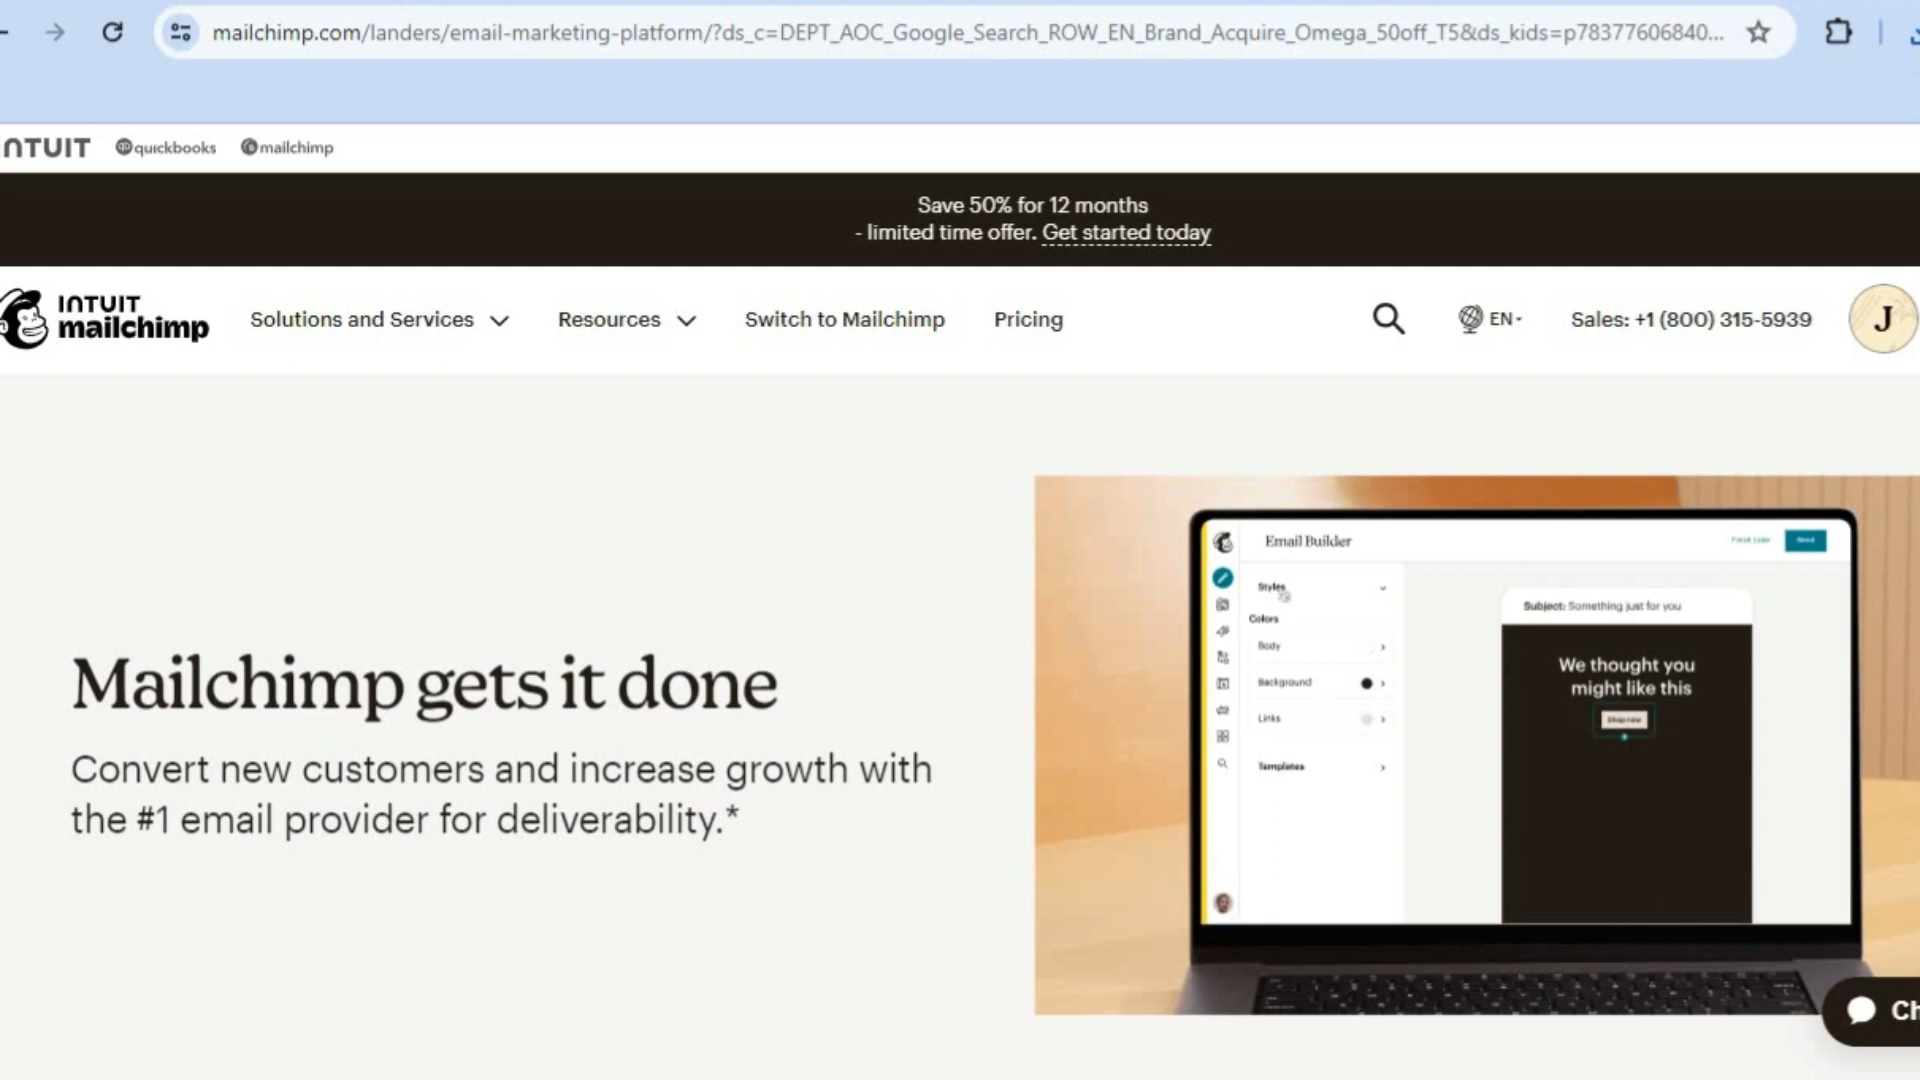 mailchimp.com/landers/email-marketing-platform/?ds_c=DEPT_AOC_Google_Search_ROW_EN_Brand_Acquire_Omega_50off_T5&ds_kids=p78377606840...
INTUIT quickbooks mailchimp
Save 50% for 12 months
- limited time offer. Get started today
INTUIT
mailchimp
Solutions and Services Resources Switch to Mailchimp Pricing EN Sales: +1 (800) 315-5939 J
Mailchimp gets it done
Convert new customers and increase growth with
the #1 email provider for deliverability.*
Email Builder
Styles
Colors
Body
Background
Links
Templates
Subject: Something just for you
We thought you
might like this
Shop now
Ch